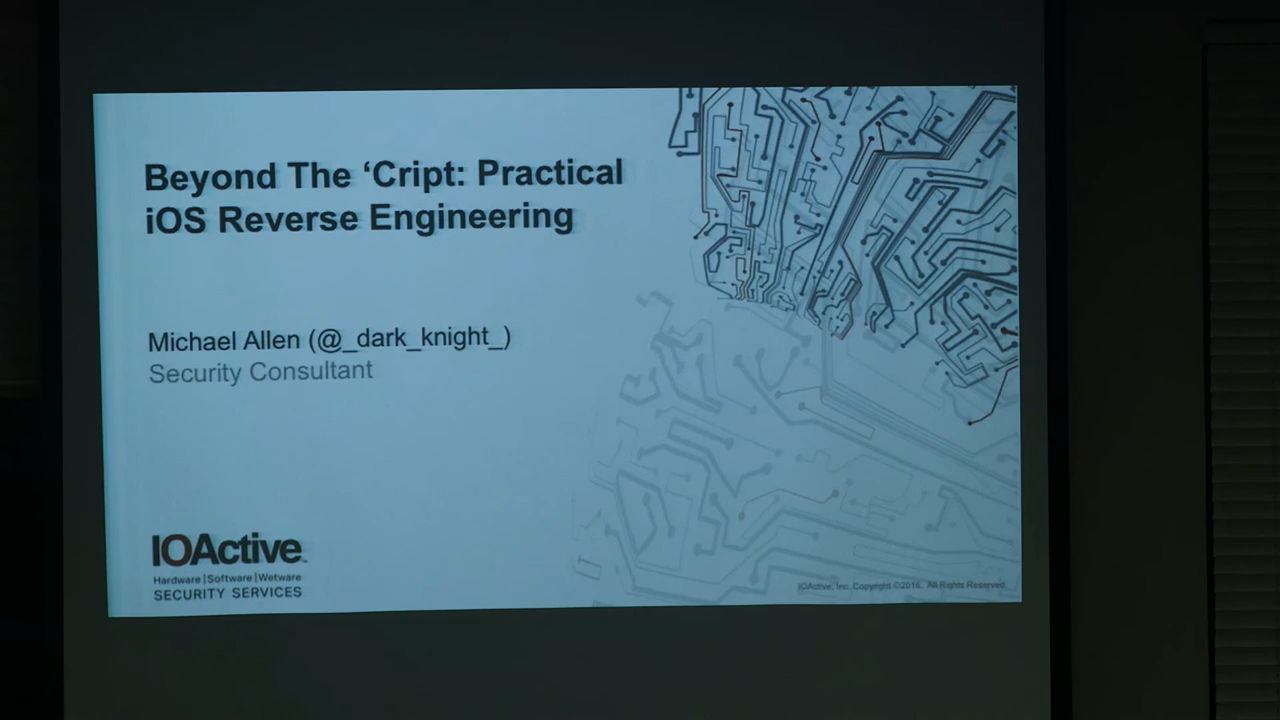 Beyond The ‘Cript: Practical
iOS Reverse Engineering
Michael Allen (@_dark_knight_)
Security Consultant
IOActive™
Hardware | Software | Wetware
SECURITY SERVICES
IOActive, Inc. Copyright ©2016. All Rights Reserved.